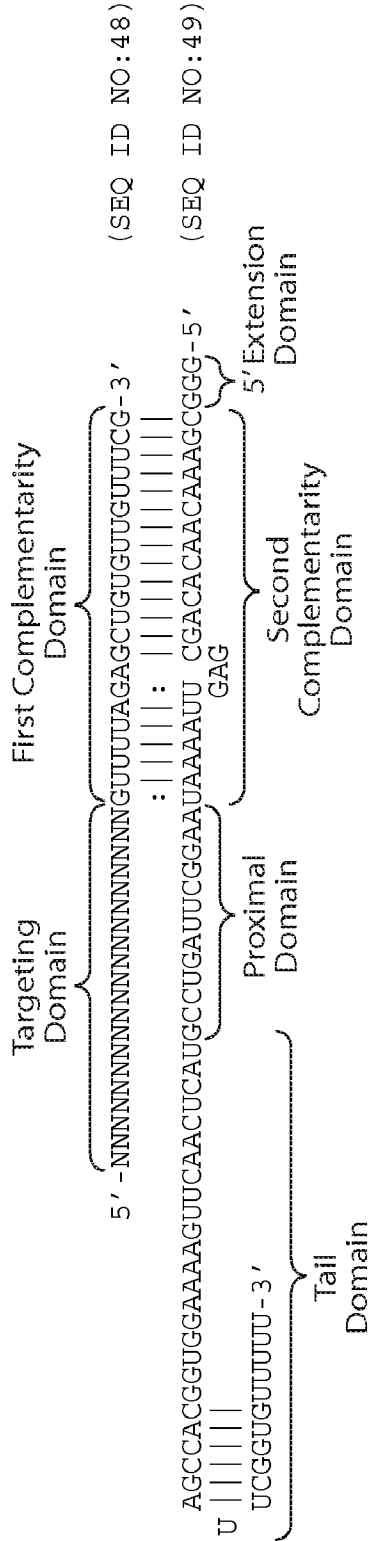 Targeting
Domain
First Complementarity
Domain
5'-NNNNNNNNNNNNNNNNNNNNGUUUUAGAGCUGUGUUGUUUCG-3' (SEQ ID NO:48)
AGCCACGGUGGAAAAGUUCAACUCAUGCCUGAUUCGGAAUAAAAUU CGACACAACAAAGCGGG-5' (SEQ ID NO:49)
GAG
U
UCGGUGUUUUU-3'
Tail
Domain
Proximal
Domain
Second
Complementarity
Domain
5'Extension
Domain